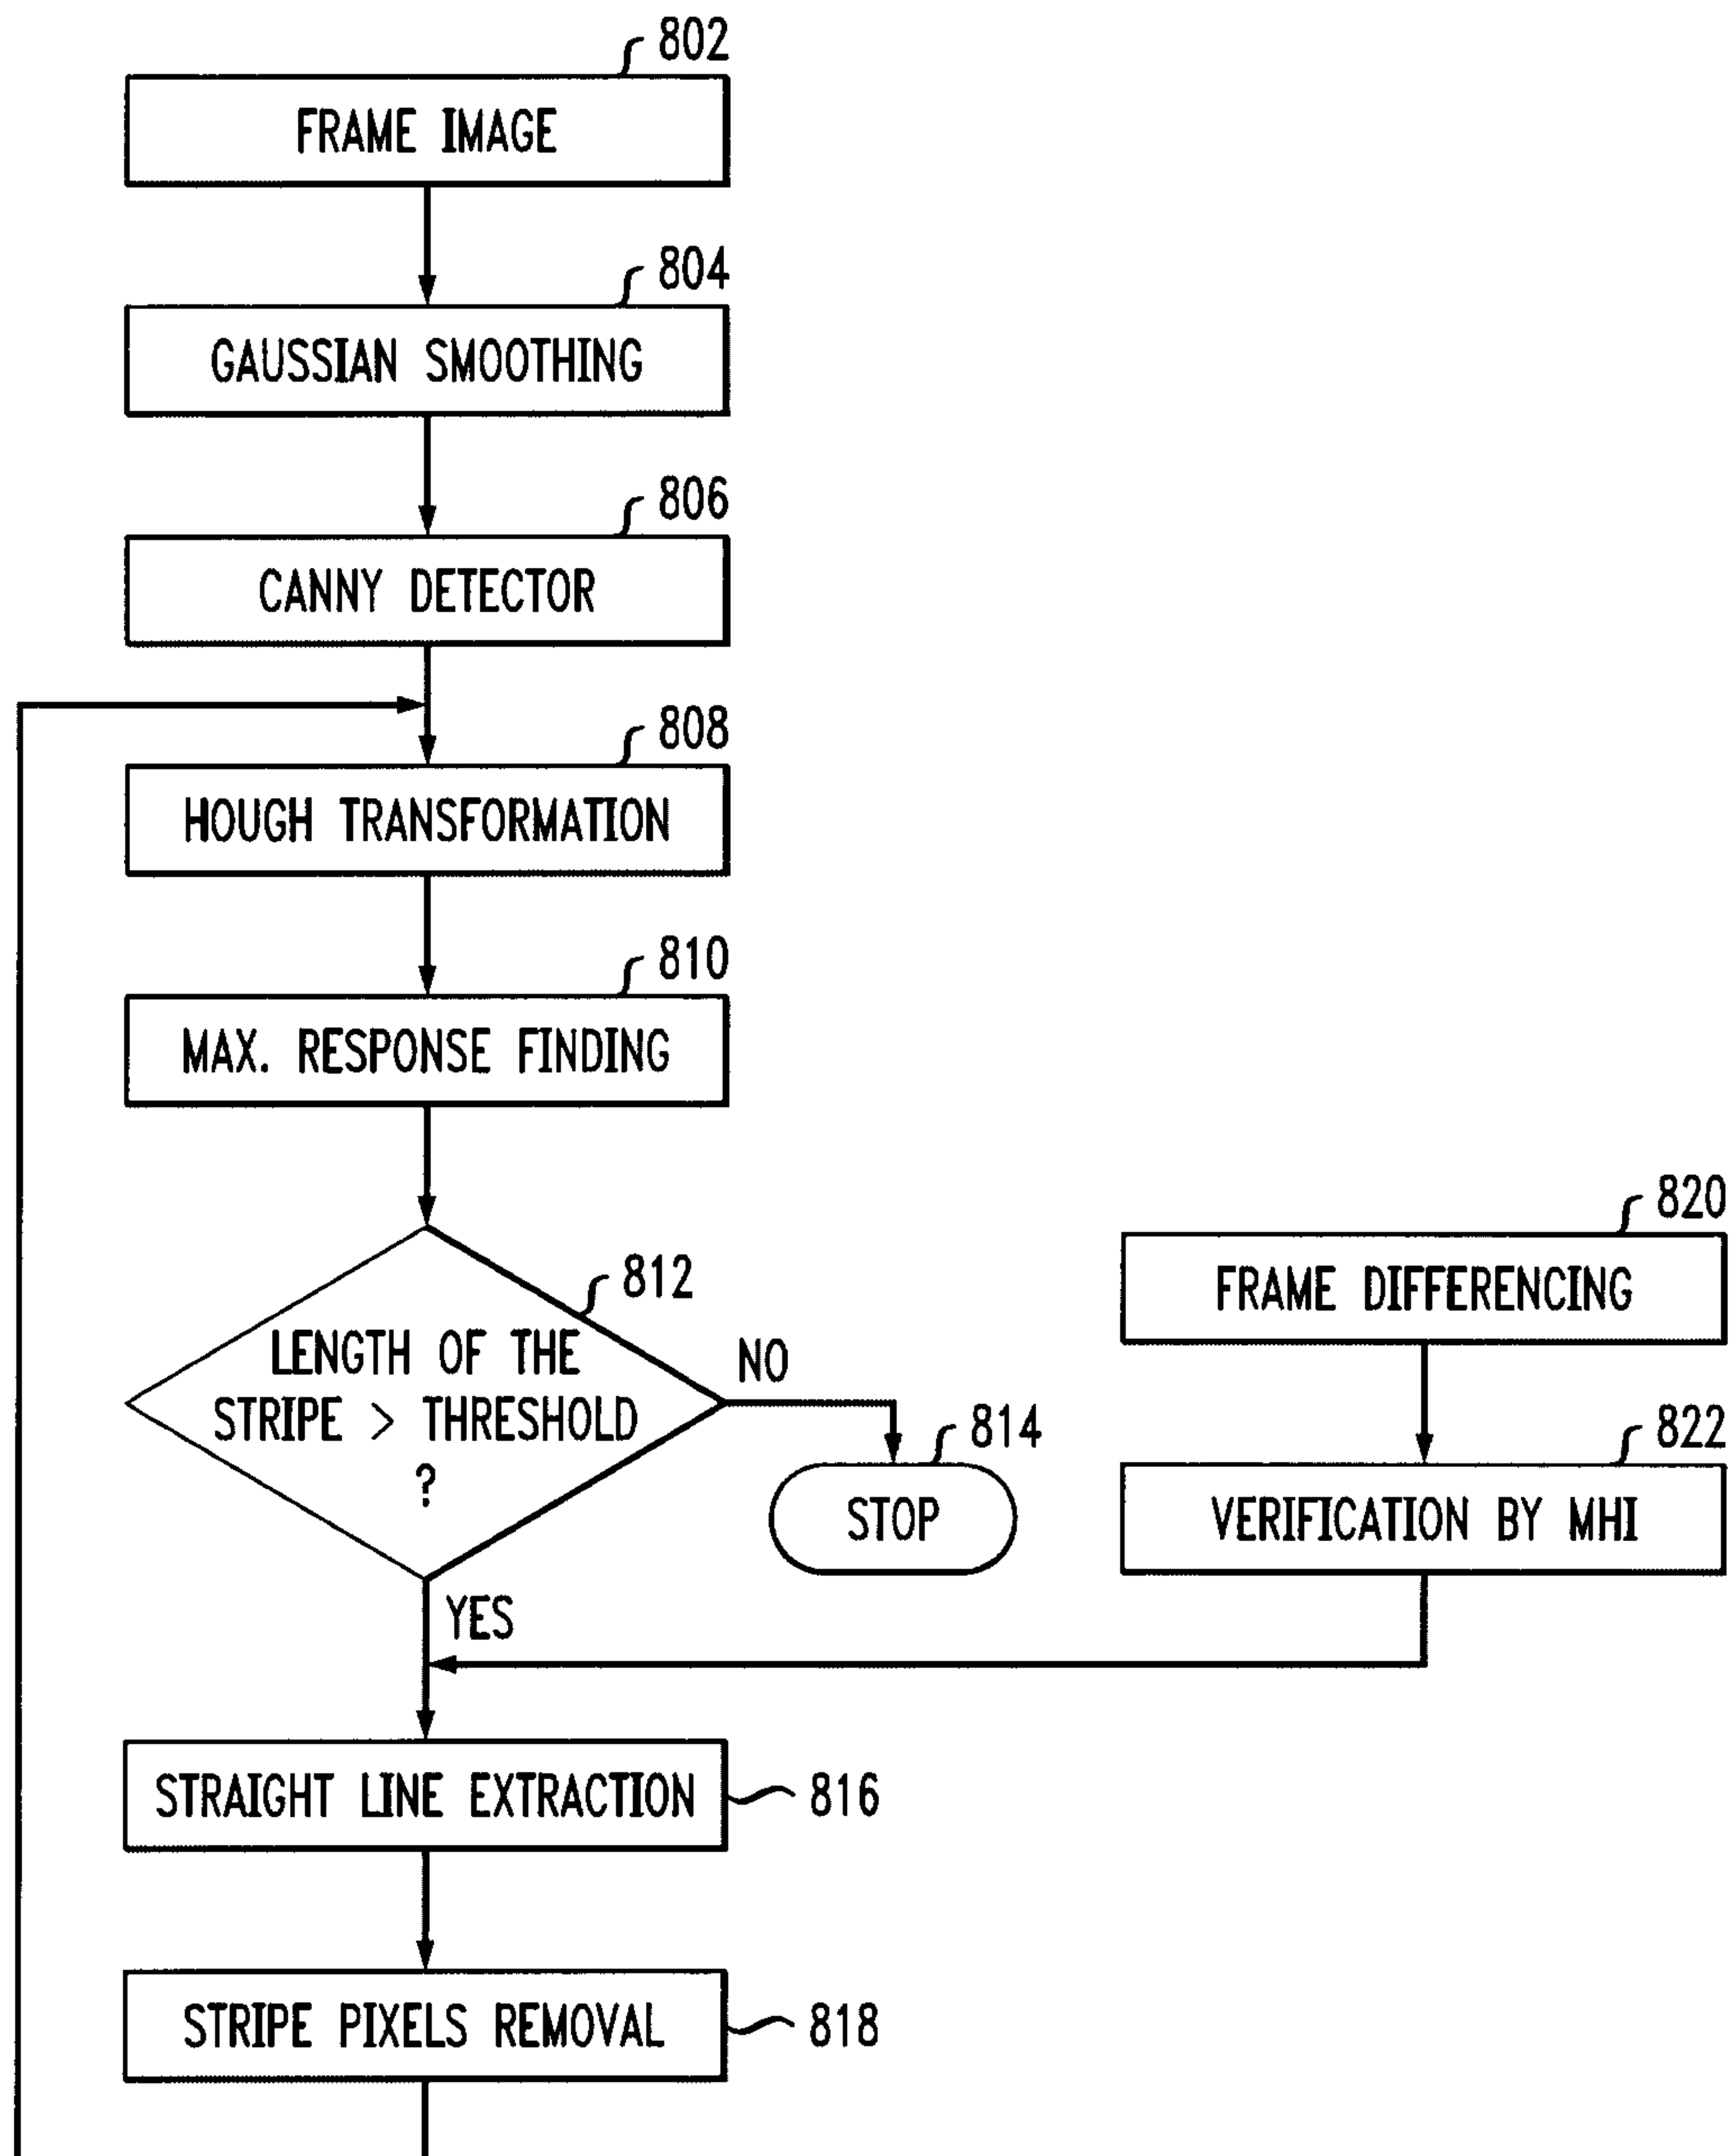 802
FRAME IMAGE
804
GAUSSIAN SMOOTHING
806
CANNY DETECTOR
808
HOUGH TRANSFORMATION
810
MAX. RESPONSE FINDING
812
LENGTH OF THE
STRIPE > THRESHOLD
?
NO
814
STOP
820
FRAME DIFFERENCING
822
VERIFICATION BY MHI
YES
STRAIGHT LINE EXTRACTION
816
STRIPE PIXELS REMOVAL
818